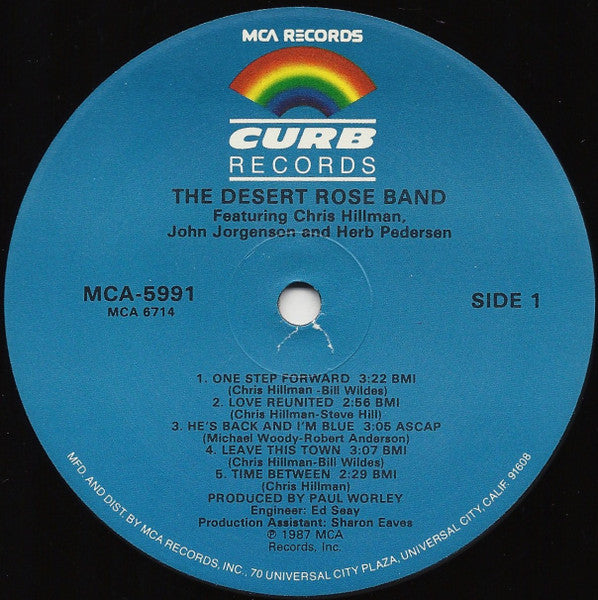 MCA RECORDS
CURB
RECORDS
THE DESERT ROSE BAND
Featuring Chris Hillman,
John Jorgenson and Herb Pedersen
MCA-5991
MCA 6714
SIDE 1
1. ONE STEP FORWARD 3:22 BMI
(Chris Hillman -Bill Wildes)
2. LOVE REUNITED 2:56 BMI
(Chris Hillman-Steve Hill)
3. HE'S BACK AND I'M BLUE 3:05 ASCAP
(Michael Woody-Robert Anderson)
4. LEAVE THIS TOWN 3:07 BMI
(Chris Hillman-Bill Wildes)
5. TIME BETWEEN 2:29 BMI
(Chris Hillman)
PRODUCED BY PAUL WORLEY
Engineer: Ed Seay
Production Assistant: Sharon Eaves
℗ 1987 MCA
Records, Inc.
MFD. AND DIST. BY MCA RECORDS, INC., 70 UNIVERSAL CITY PLAZA, UNIVERSAL CITY, CALIF. 91608